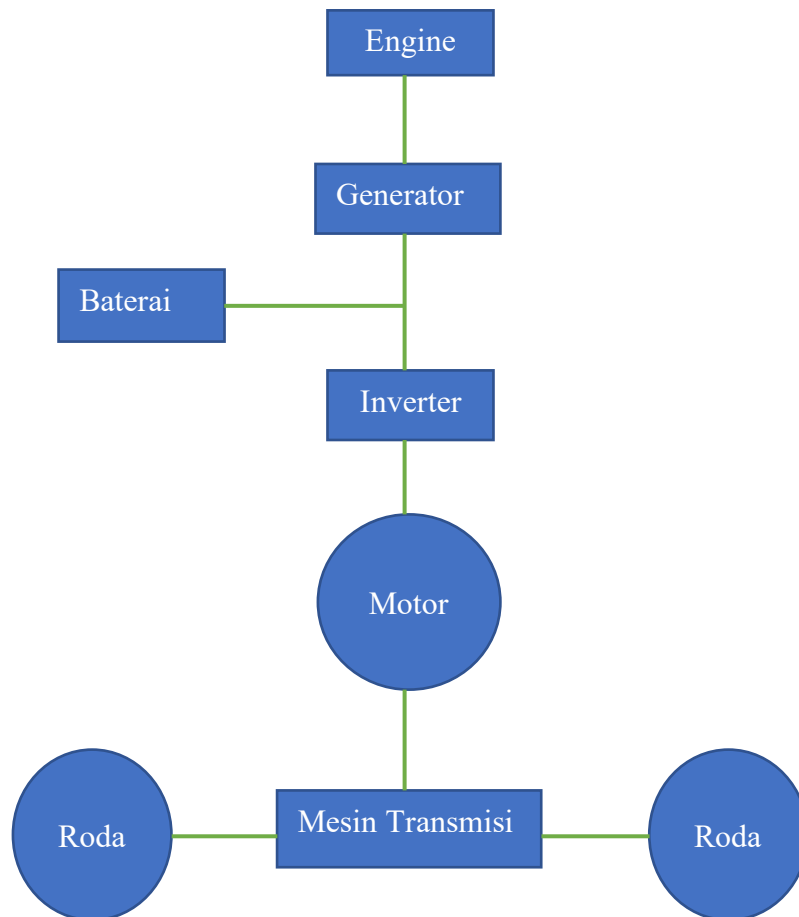 Engine
Generator
Baterai
Inverter
Motor
Roda
Mesin Transmisi
Roda